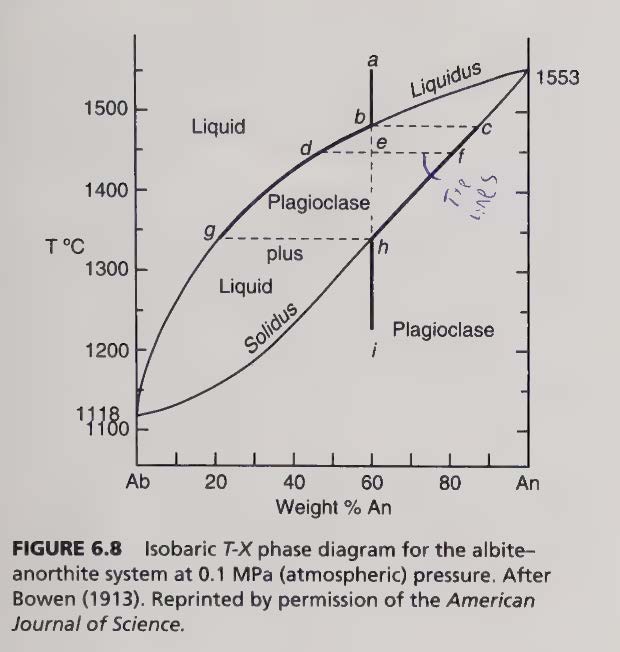 a
Liquidus
1553
1500
Liquid
b
c
d
e
f
Tie
lines
1400
Plagioclase
g
h
T °C
plus
1300
Liquid
Solidus
Plagioclase
1200
i
1118
1100
Ab
20
40
60
80
An
Weight % An
FIGURE 6.8 Isobaric T-X phase diagram for the albite–
anorthite system at 0.1 MPa (atmospheric) pressure. After
Bowen (1913). Reprinted by permission of the American
Journal of Science.